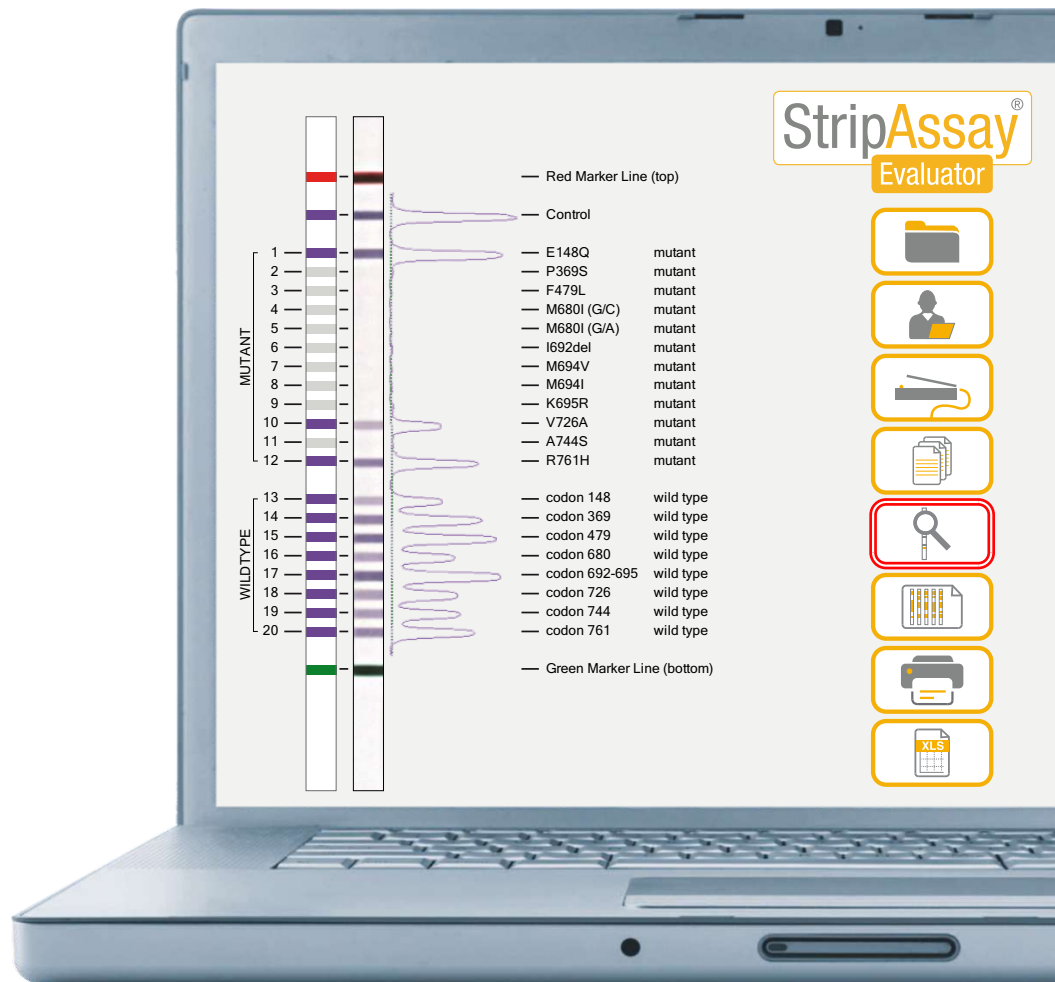 StripAssay®
Evaluator
Red Marker Line (top)
Control
MUTANT
1 E148Q mutant
2 P369S mutant
3 F479L mutant
4 M680I (G/C) mutant
5 M680I (G/A) mutant
6 I692del mutant
7 M694V mutant
8 M694I mutant
9 K695R mutant
10 V726A mutant
11 A744S mutant
12 R761H mutant
WILDTYPE
13 codon 148 wild type
14 codon 369 wild type
15 codon 479 wild type
16 codon 680 wild type
17 codon 692-695 wild type
18 codon 726 wild type
19 codon 744 wild type
20 codon 761 wild type
Green Marker Line (bottom)
XLS